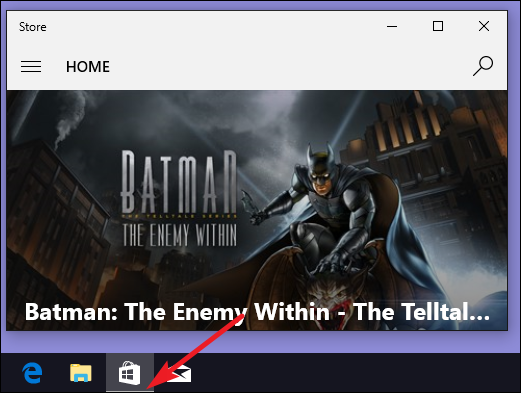 Store
HOME
BATMAN
THE TELLTALE SERIES
THE ENEMY WITHIN
Batman: The Enemy Within - The Telltal...